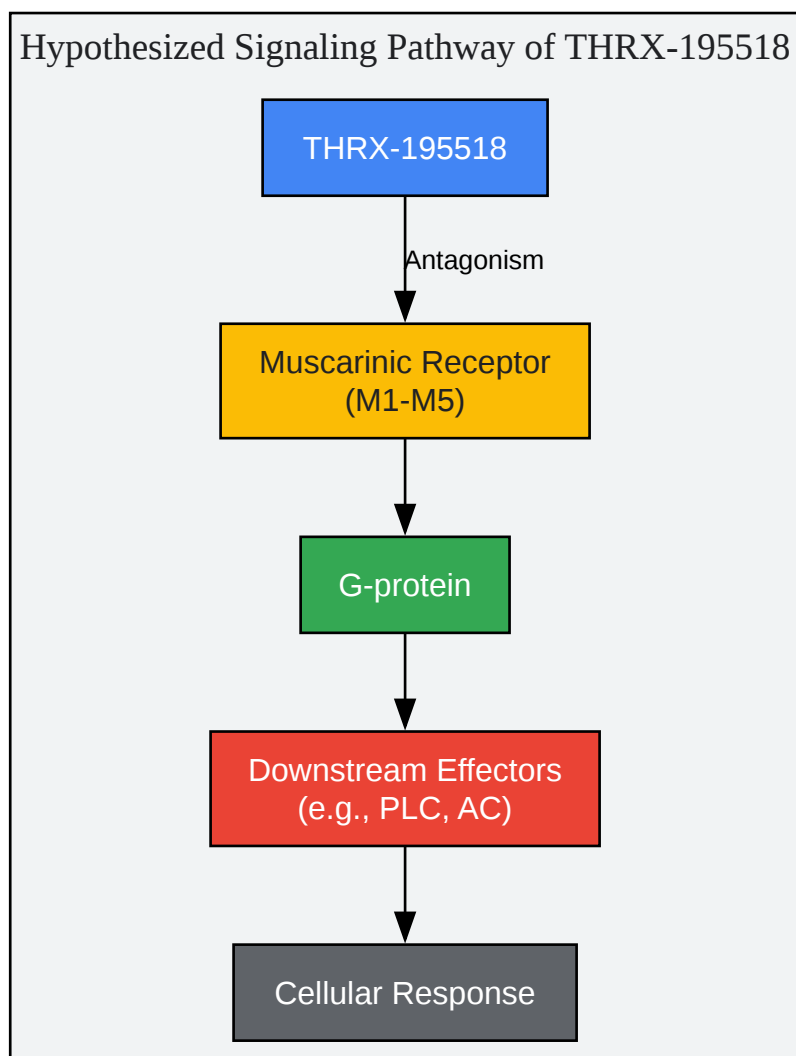 Hypothesized Signaling Pathway of THRX-195518
THRX-195518
Antagonism
Muscarinic Receptor
(M1-M5)
G-protein
Downstream Effectors
(e.g., PLC, AC)
Cellular Response